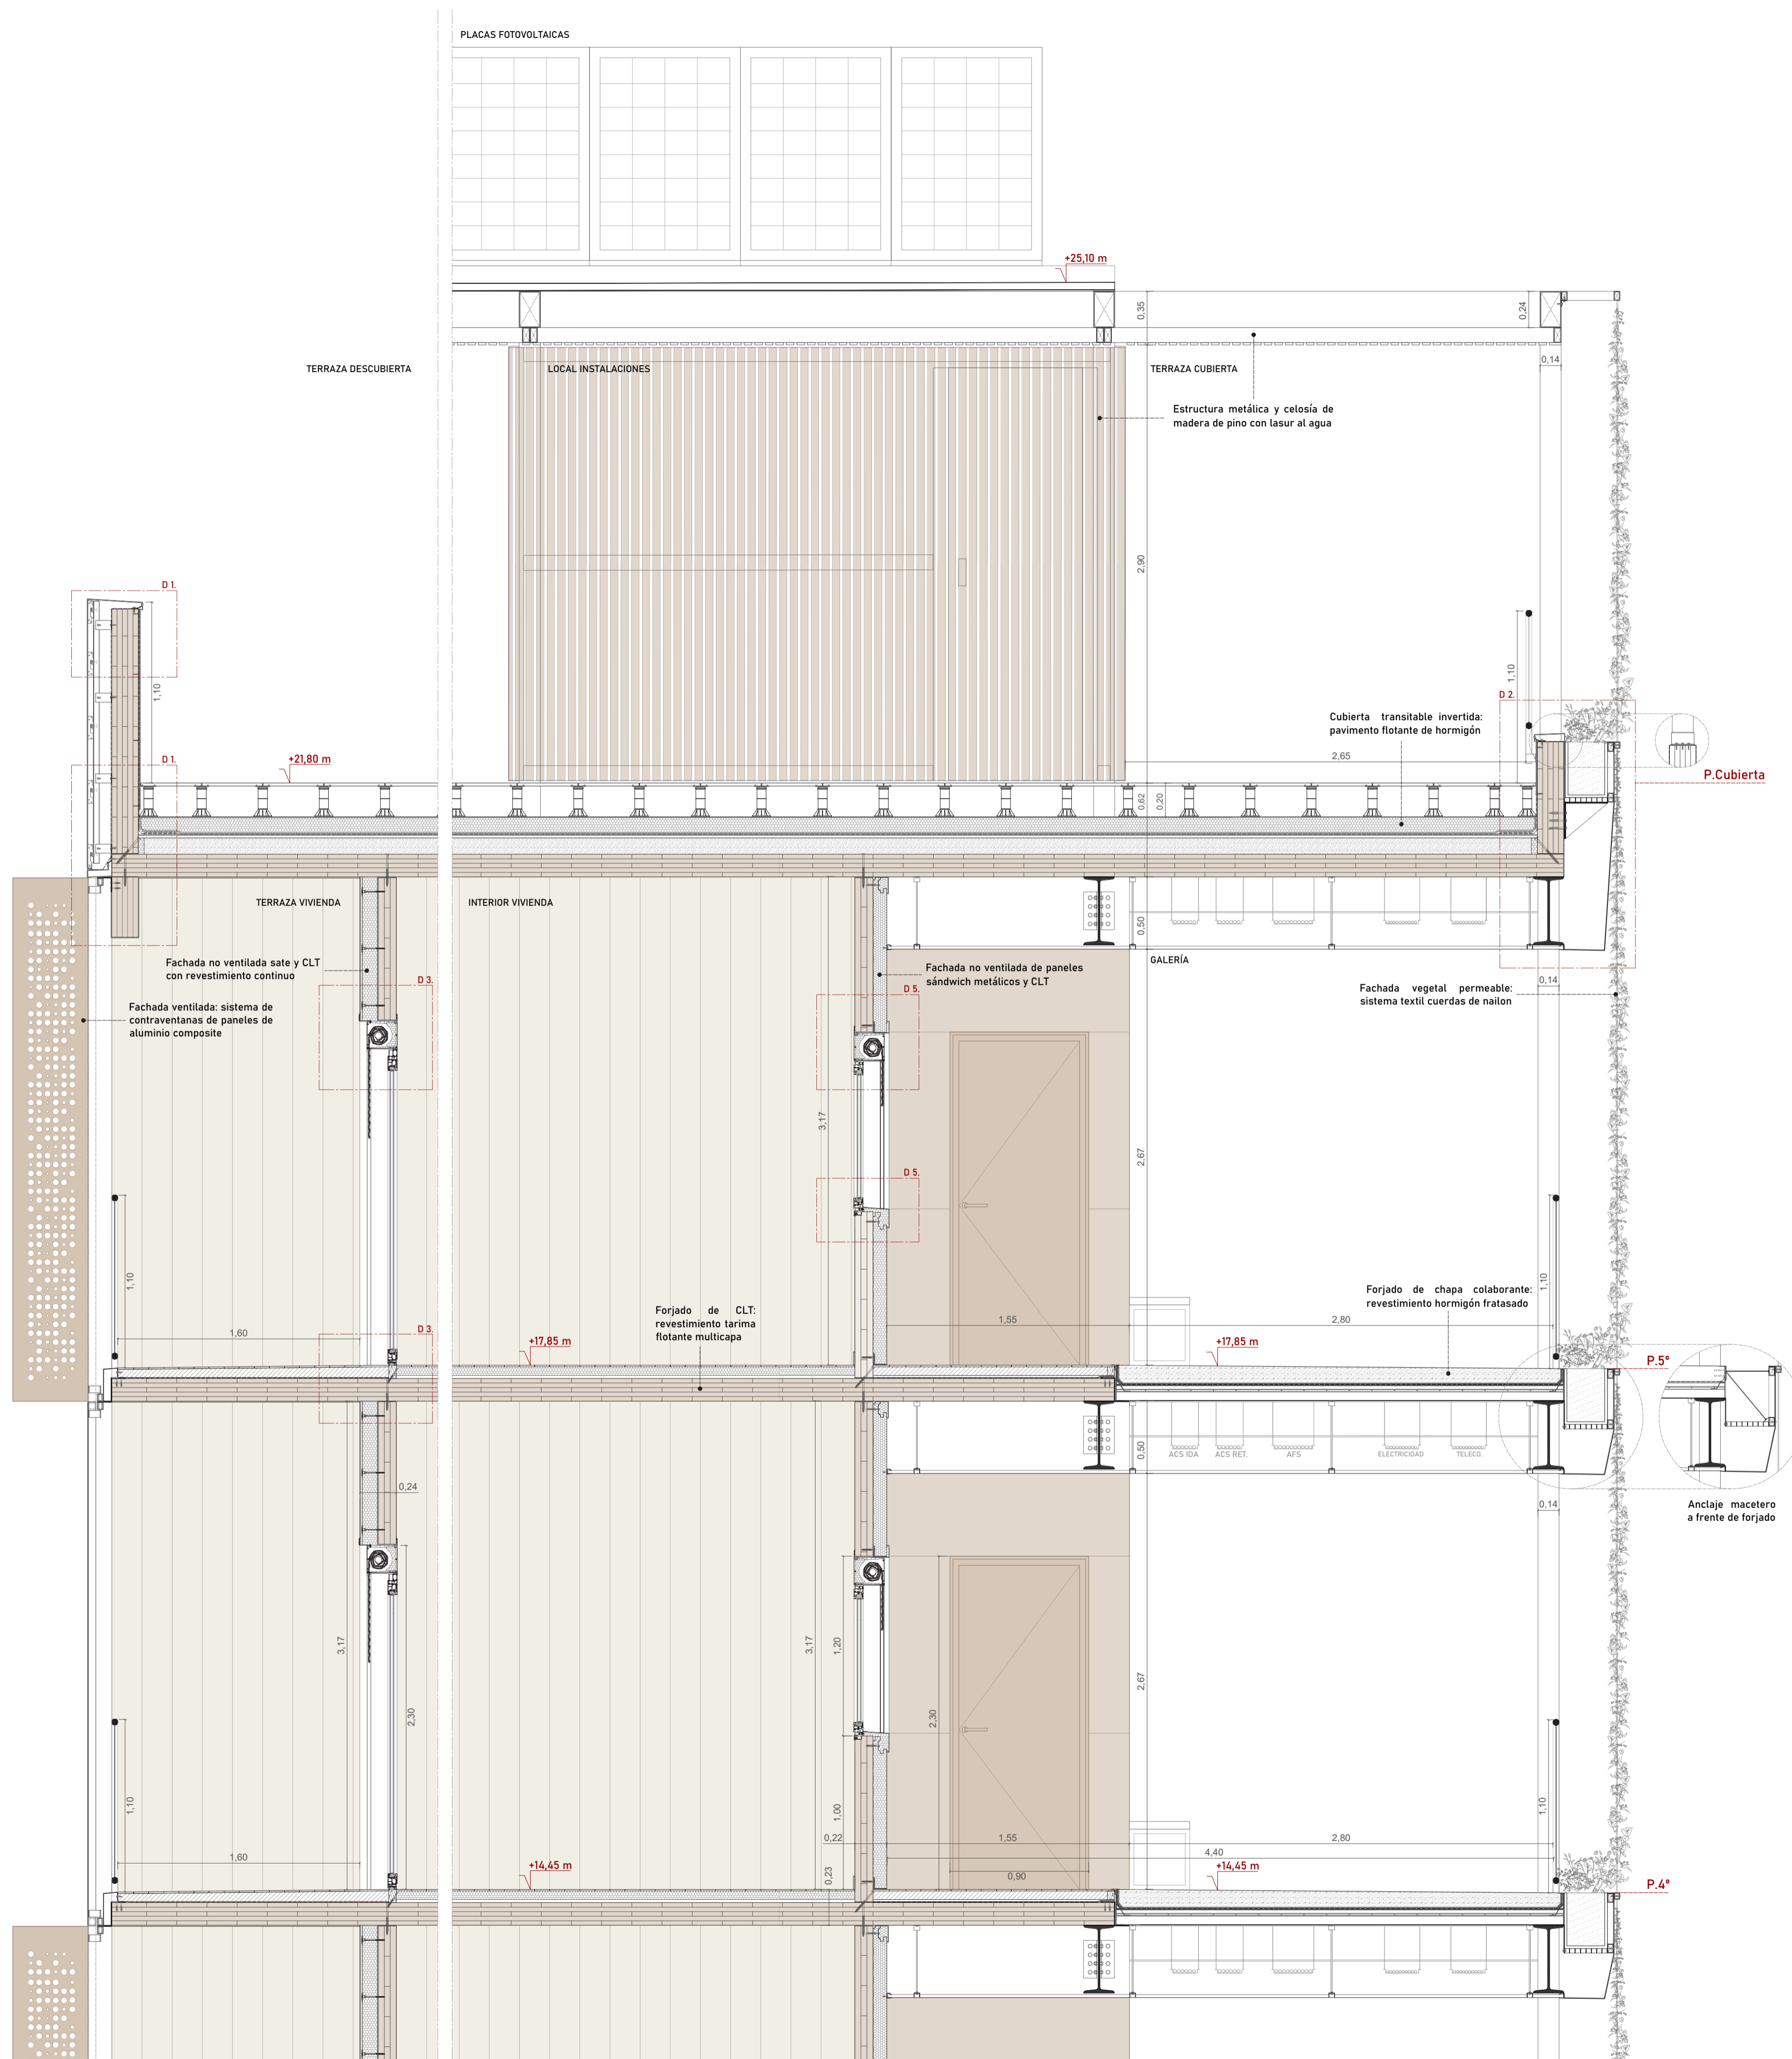 PLACAS FOTOVOLTAICAS
+25,10 m
0,35
0,24
0,14
TERRAZA DESCUBIERTA
LOCAL INSTALACIONES
TERRAZA CUBIERTA
Estructura metálica y celosía de
madera de pino con lasur al agua
2,90
D 1.
1,10
1,10
D 2.
Cubierta transitable invertida:
pavimento flotante de hormigón
2,65
D 1.
+21,80 m
P.Cubierta
0,62
0,20
TERRAZA VIVIENDA
INTERIOR VIVIENDA
0,50
GALERÍA
Fachada no ventilada sate y CLT
con revestimiento continuo
Fachada no ventilada de paneles
sándwich metálicos y CLT
D 3.
D 5.
0,14
Fachada vegetal permeable:
sistema textil cuerdas de nailon
Fachada ventilada: sistema de
contraventanas de paneles de
aluminio composite
3,17
2,67
D 5.
1,10
1,10
Forjado de CLT:
revestimiento tarima
flotante multicapa
Forjado de chapa colaborante:
revestimiento hormigón fratasado
1,60
D 3.
+17,85 m
1,55
2,80
+17,85 m
P.5º
0,50
ACS IDA
ACS RET.
AFS
ELECTRICIDAD
TELECO.
0,24
0,14
Anclaje macetero
a frente de forjado
3,17
3,17
1,20
2,30
2,30
2,67
1,10
1,00
1,10
0,22
1,55
2,80
4,40
1,60
+14,45 m
0,23
0,90
+14,45 m
P.4º